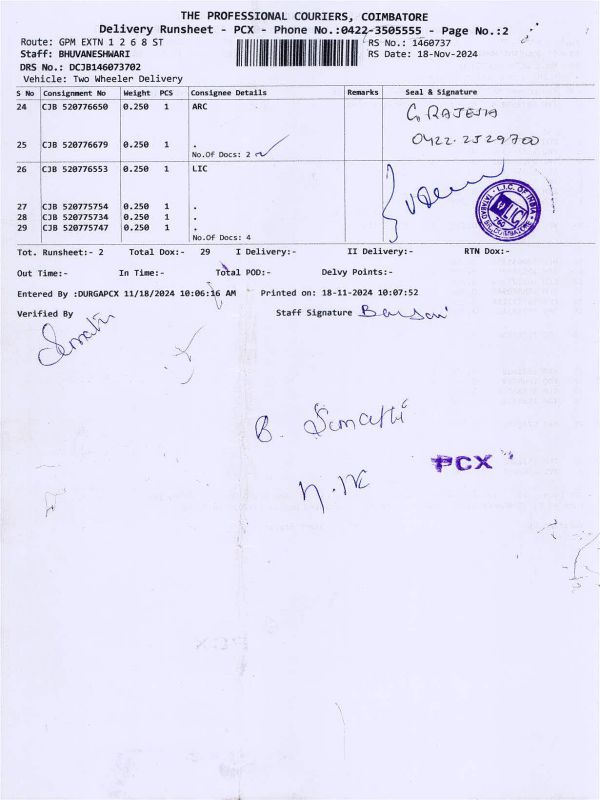 THE PROFESSIONAL COURIERS, COIMBATORE
Delivery Runsheet - PCX - Phone No.:0422-3505555 - Page No.:2
Route: GPM EXTN 1 2 6 8 ST RS No.: 1460737
Staff: BHUVANESHWARI RS Date: 18-Nov-2024
DRS No.: DCJB146073702
Vehicle: Two Wheeler Delivery
S No Consignment No Weight PCS Consignee Details Remarks Seal & Signature
24 CJB 520776650 0.250 1 ARC
0422-2529700
25 CJB 520776679 0.250 1 .
No.Of Docs: 2
26 CJB 520776553 0.250 1 LIC
27 CJB 520775754 0.250 1 .
28 CJB 520775734 0.250 1 .
29 CJB 520775747 0.250 1 .
No.Of Docs: 4
L.I.C. OF INDIA
LIC
Tot. Runsheet:- 2 Total Dox:- 29 I Delivery:- II Delivery:- RTN Dox:-
Out Time:- In Time:- Total POD:- Delvy Points:-
Entered By :DURGAPCX 11/18/2024 10:06:16 AM Printed on: 18-11-2024 10:07:52
Verified By Staff Signature
B. Sumathi
PCX